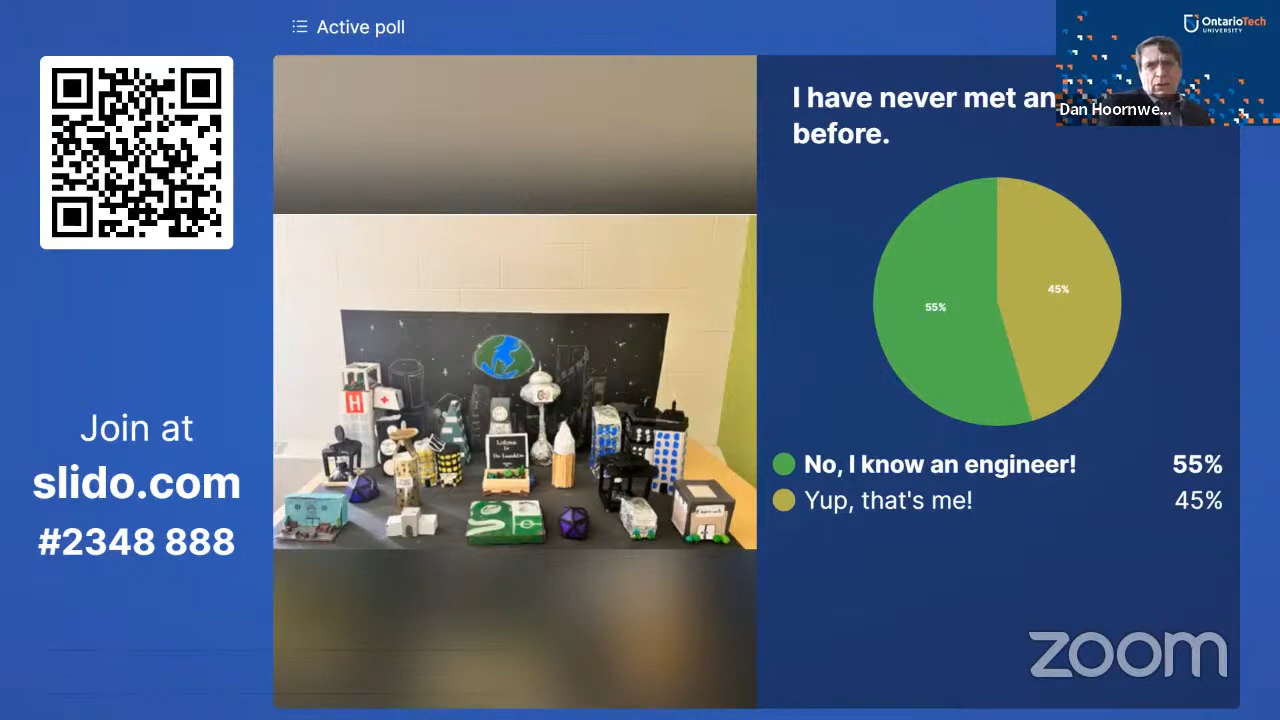 Active poll
OntarioTech
UNIVERSITY
Dan Hoornwe...
I have never met an
before.
45%
55%
H
No, I know an engineer! 55%
Yup, that's me! 45%
Join at
slido.com
#2348 888
zoom